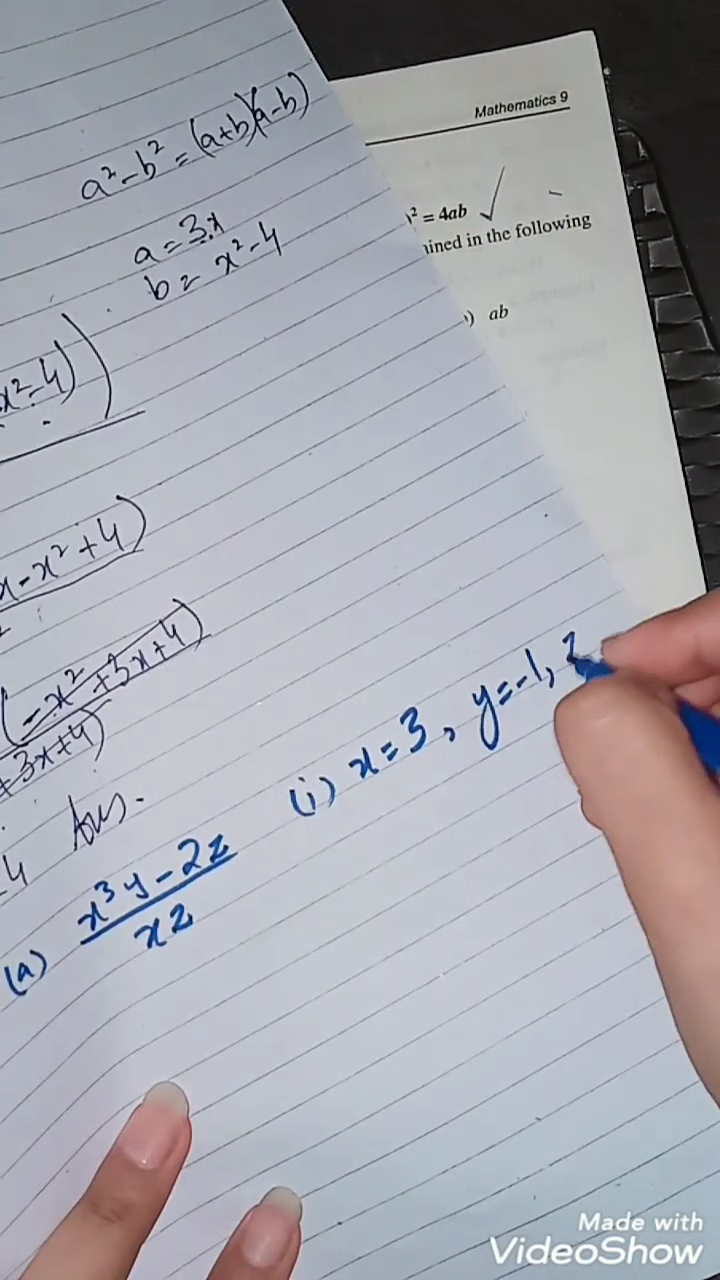 Mathematics 9
a² - b² = (a+b)(a-b)
)² = 4ab
a = 3x
ined in the following
b = x² - 4
) ab
x² - 4)
x - x² + 4)
(-x² + 3x + 4)
+3x+4)
-4 Ans.
(i) x = 3, y = -1, z
(a) x³y - 2z
xz
Made with
VideoShow